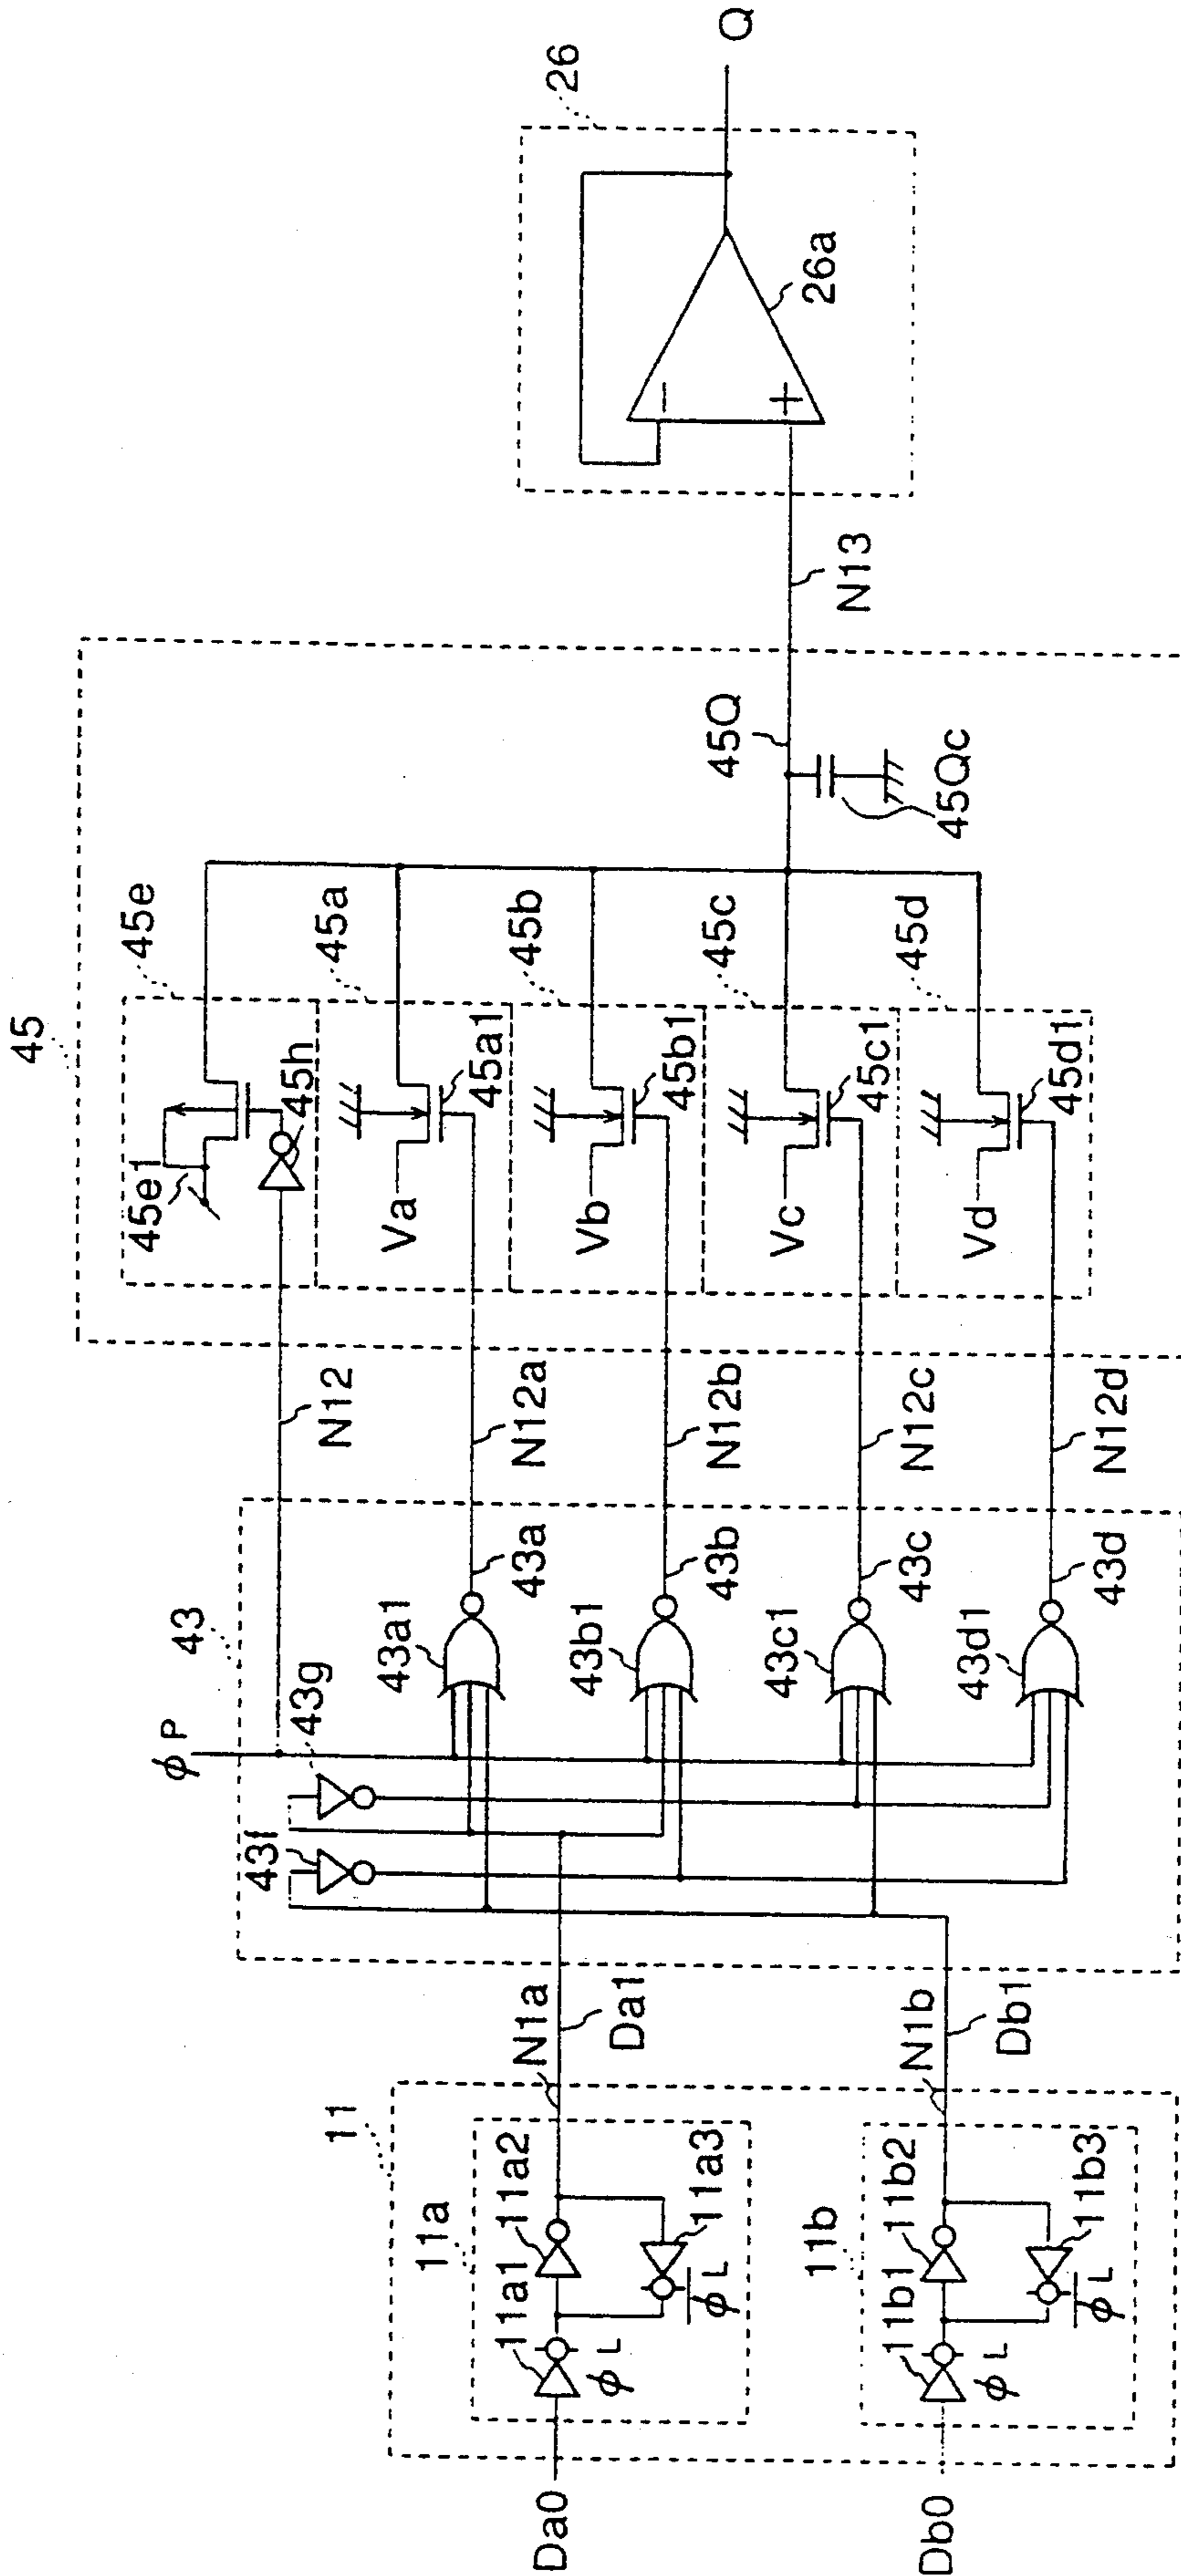 45
45e
45e1
45h
45a
Va
45a1
45b
Vb
45b1
45c
Vc
45c1
45d
Vd
45d1
45Q
45Qc
N13
26
26a
−
+
Q
43
ϕP
43g
43f
N12
43a1
43a
N12a
43b1
43b
N12b
43c1
43c
N12c
43d1
43d
N12d
11
11a
11a1
11a2
11a3
ϕL
ϕL
N1a
Da0
Da1
11b
11b1
11b2
11b3
ϕL
ϕL
N1b
Db0
Db1